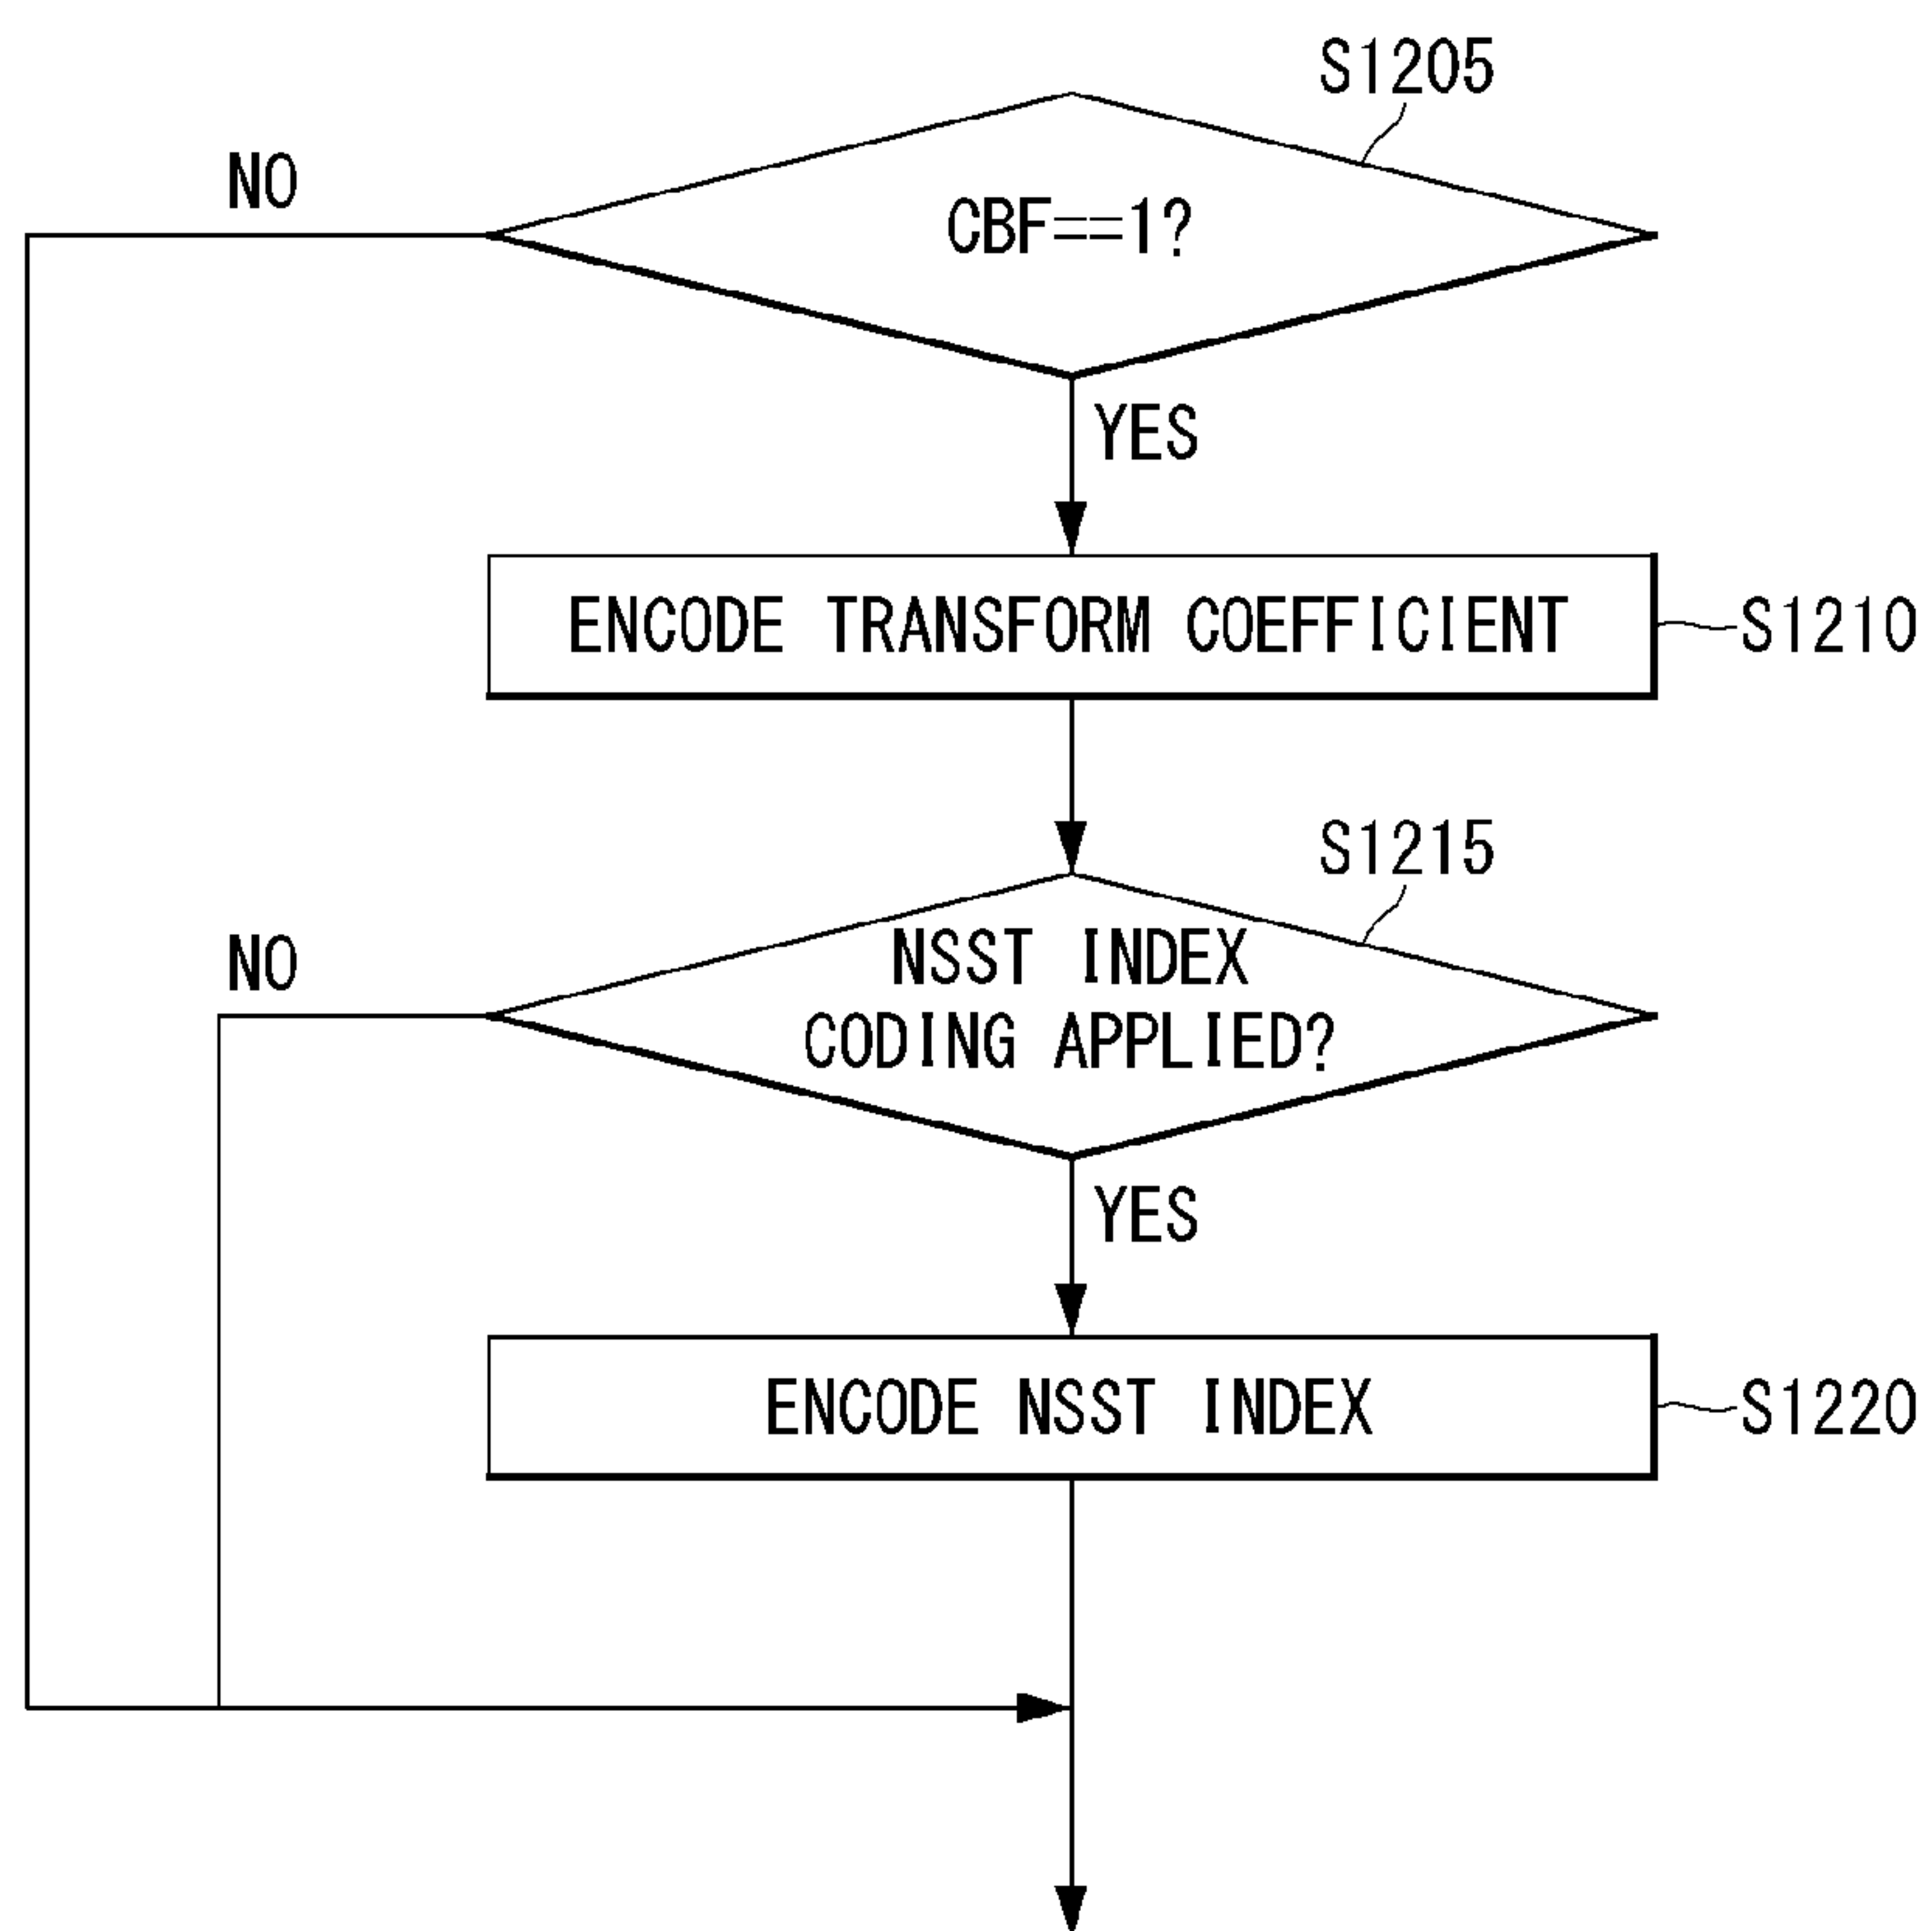 S1205
NO
CBF==1?
YES
ENCODE TRANSFORM COEFFICIENT
S1210
S1215
NO
NSST INDEX
CODING APPLIED?
YES
ENCODE NSST INDEX
S1220